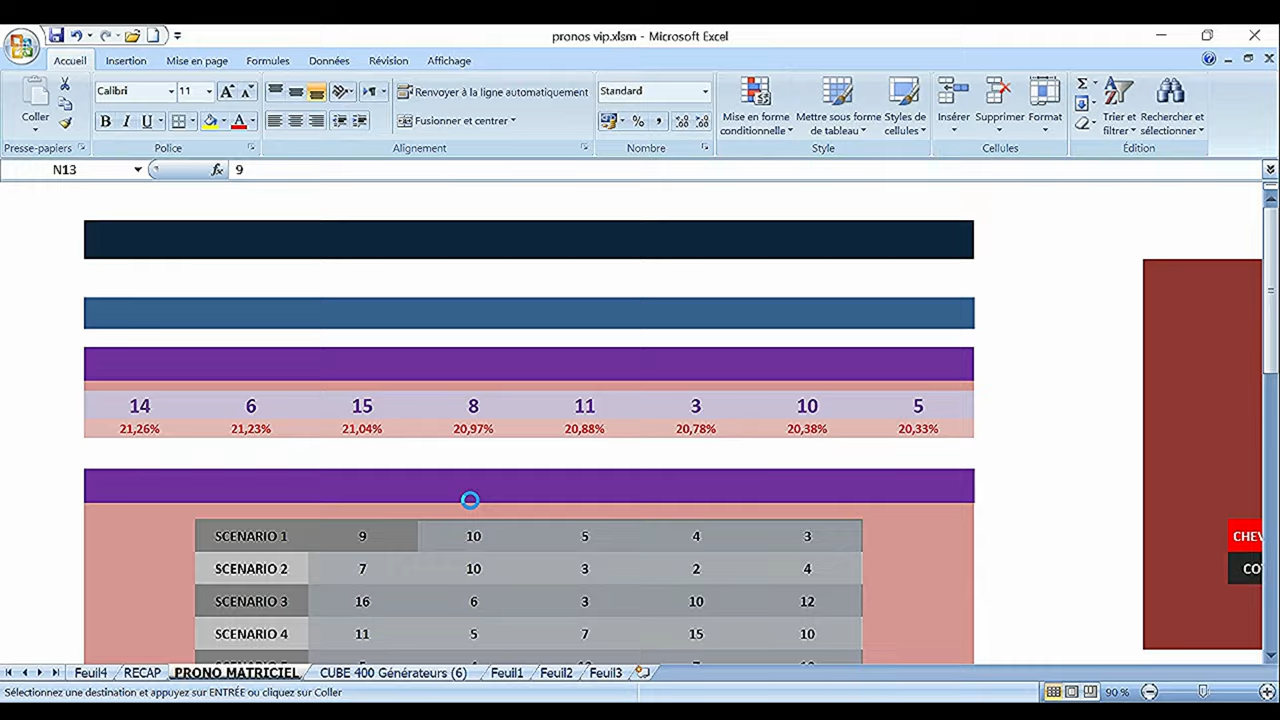 pronos vip.xlsm - Microsoft Excel
Accueil Insertion Mise en page Formules Données Révision Affichage
Coller
Presse-papiers
Calibri 11
G I S
Police
Renvoyer à la ligne automatiquement
Fusionner et centrer
Alignement
Standard
% ,
Nombre
Mise en forme conditionnelle
Mettre sous forme de tableau
Styles de cellules
Style
Insérer Supprimer Format
Cellules
Trier et filtrer
Rechercher et sélectionner
Édition
N13 fx 9
14 6 15 8 11 3 10 5
21,26% 21,23% 21,04% 20,97% 20,88% 20,78% 20,38% 20,33%
SCENARIO 1 9 10 5 4 3
SCENARIO 2 7 10 3 2 4
SCENARIO 3 16 6 3 10 12
SCENARIO 4 11 5 7 15 10
CHEV
CO
Feuil4 RECAP PRONO MATRICIEL CUBE 400 Générateurs (6) Feuil1 Feuil2 Feuil3
Sélectionnez une destination et appuyez sur ENTRÉE ou cliquez sur Coller
90 %